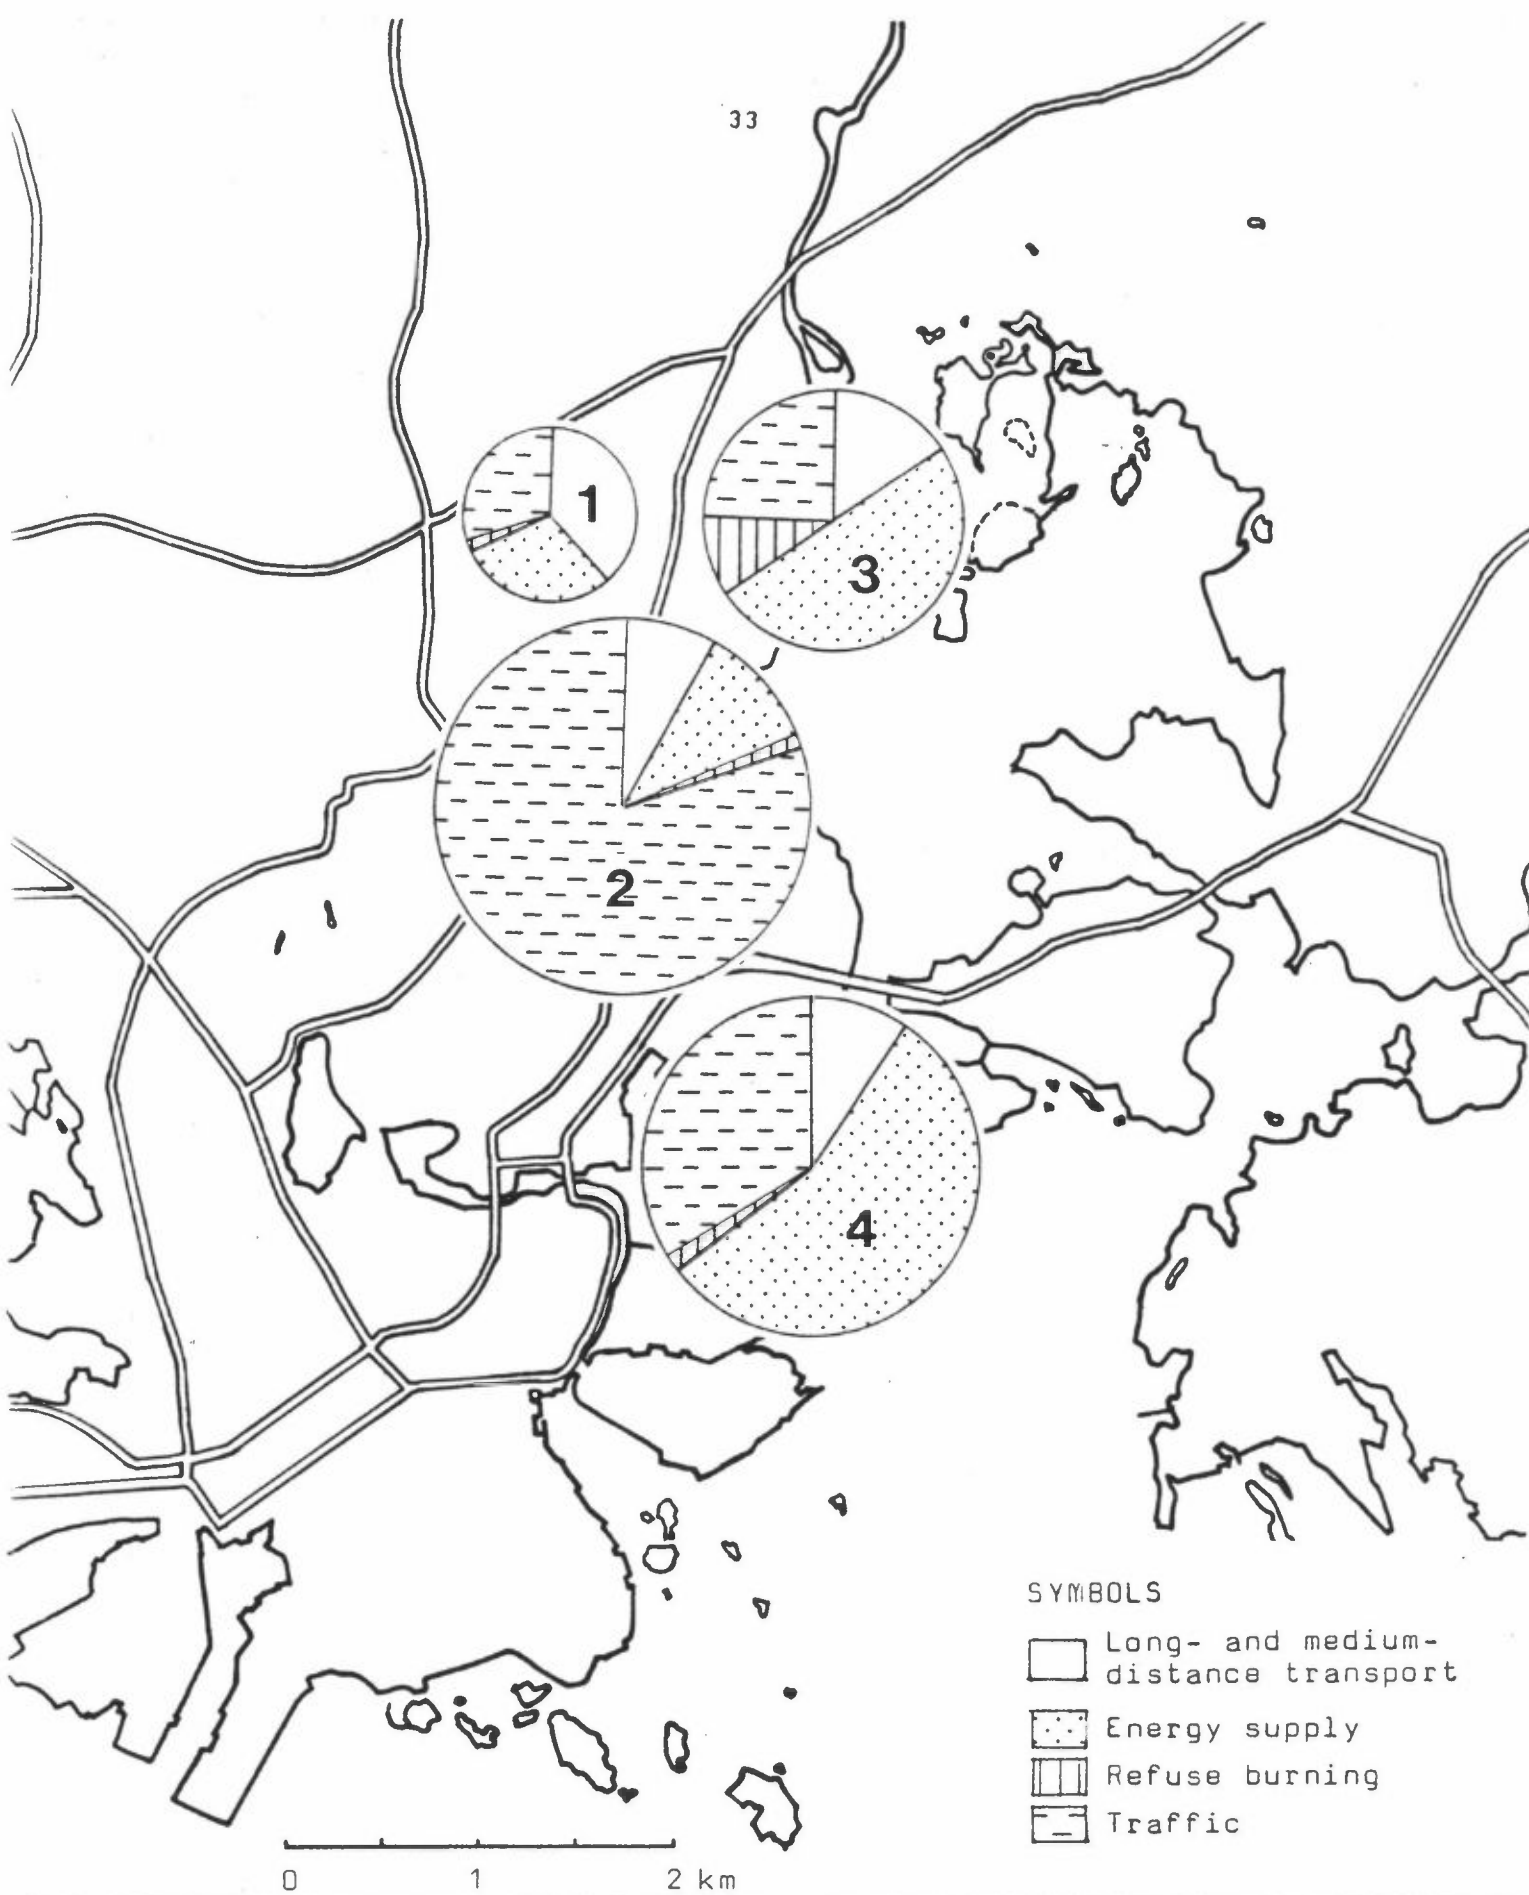 33
1
3
2
4
SYMBOLS
Long- and medium-
distance transport
Energy supply
Refuse burning
Traffic
0 1 2 km